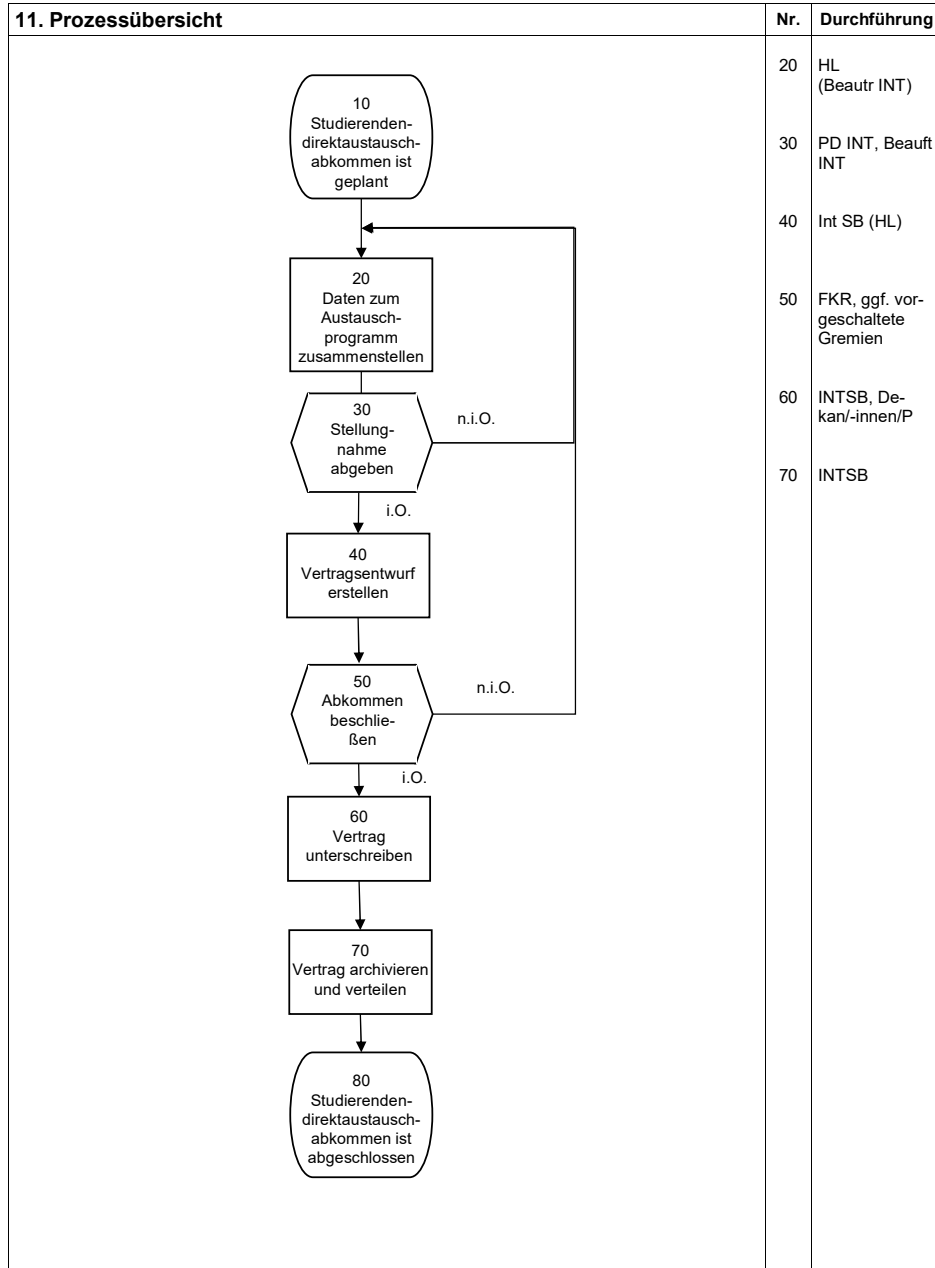 11. Prozessübersicht
Nr.
Durchführung
10
Studierenden-
direktaustausch-
abkommen ist
geplant
20
Daten zum
Austausch-
programm
zusammenstellen
30
Stellung-
nahme
abgeben
n.i.O.
i.O.
40
Vertragsentwurf
erstellen
50
Abkommen
beschlie-
ßen
n.i.O.
i.O.
60
Vertrag
unterschreiben
70
Vertrag archivieren
und verteilen
80
Studierenden-
direktaustausch-
abkommen ist
abgeschlossen
20 HL
(Beautr INT)
30 PD INT, Beauft
INT
40 Int SB (HL)
50 FKR, ggf. vor-
geschaltete
Gremien
60 INTSB, De-
kan/-innen/P
70 INTSB